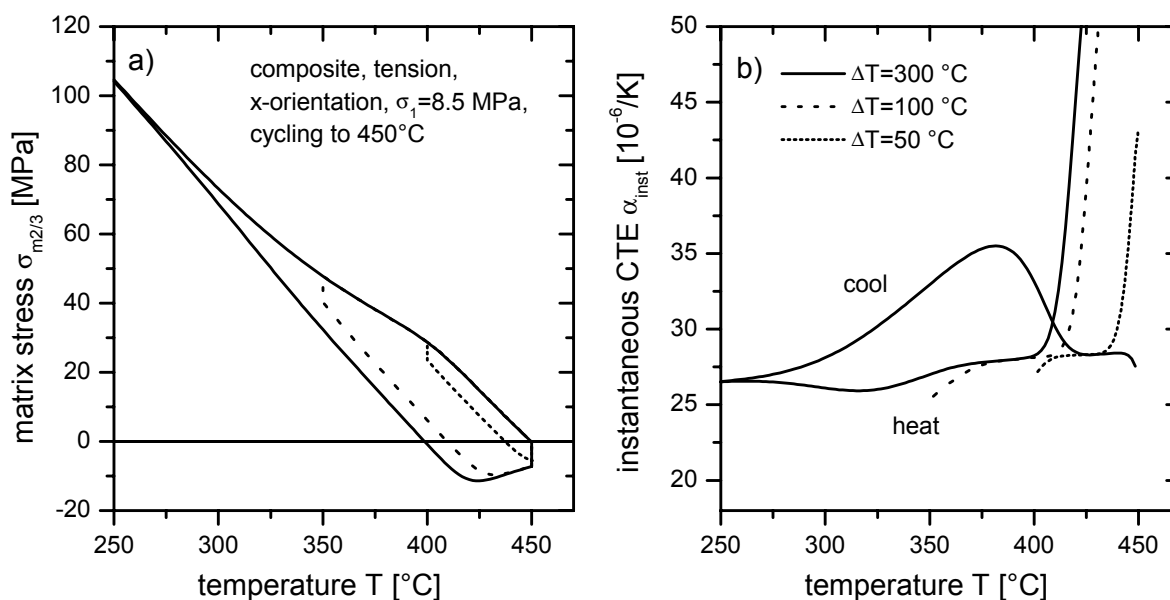 a)
composite, tension,
x-orientation, σ1=8.5 MPa,
cycling to 450°C
120
100
80
60
40
20
0
-20
matrix stress σm2/3 [MPa]
250 300 350 400 450
temperature T [°C]
b)
ΔT=300 °C
ΔT=100 °C
ΔT=50 °C
cool
heat
50
45
40
35
30
25
20
instantaneous CTE αinst [10⁻⁶/K]
250 300 350 400 450
temperature T [°C]